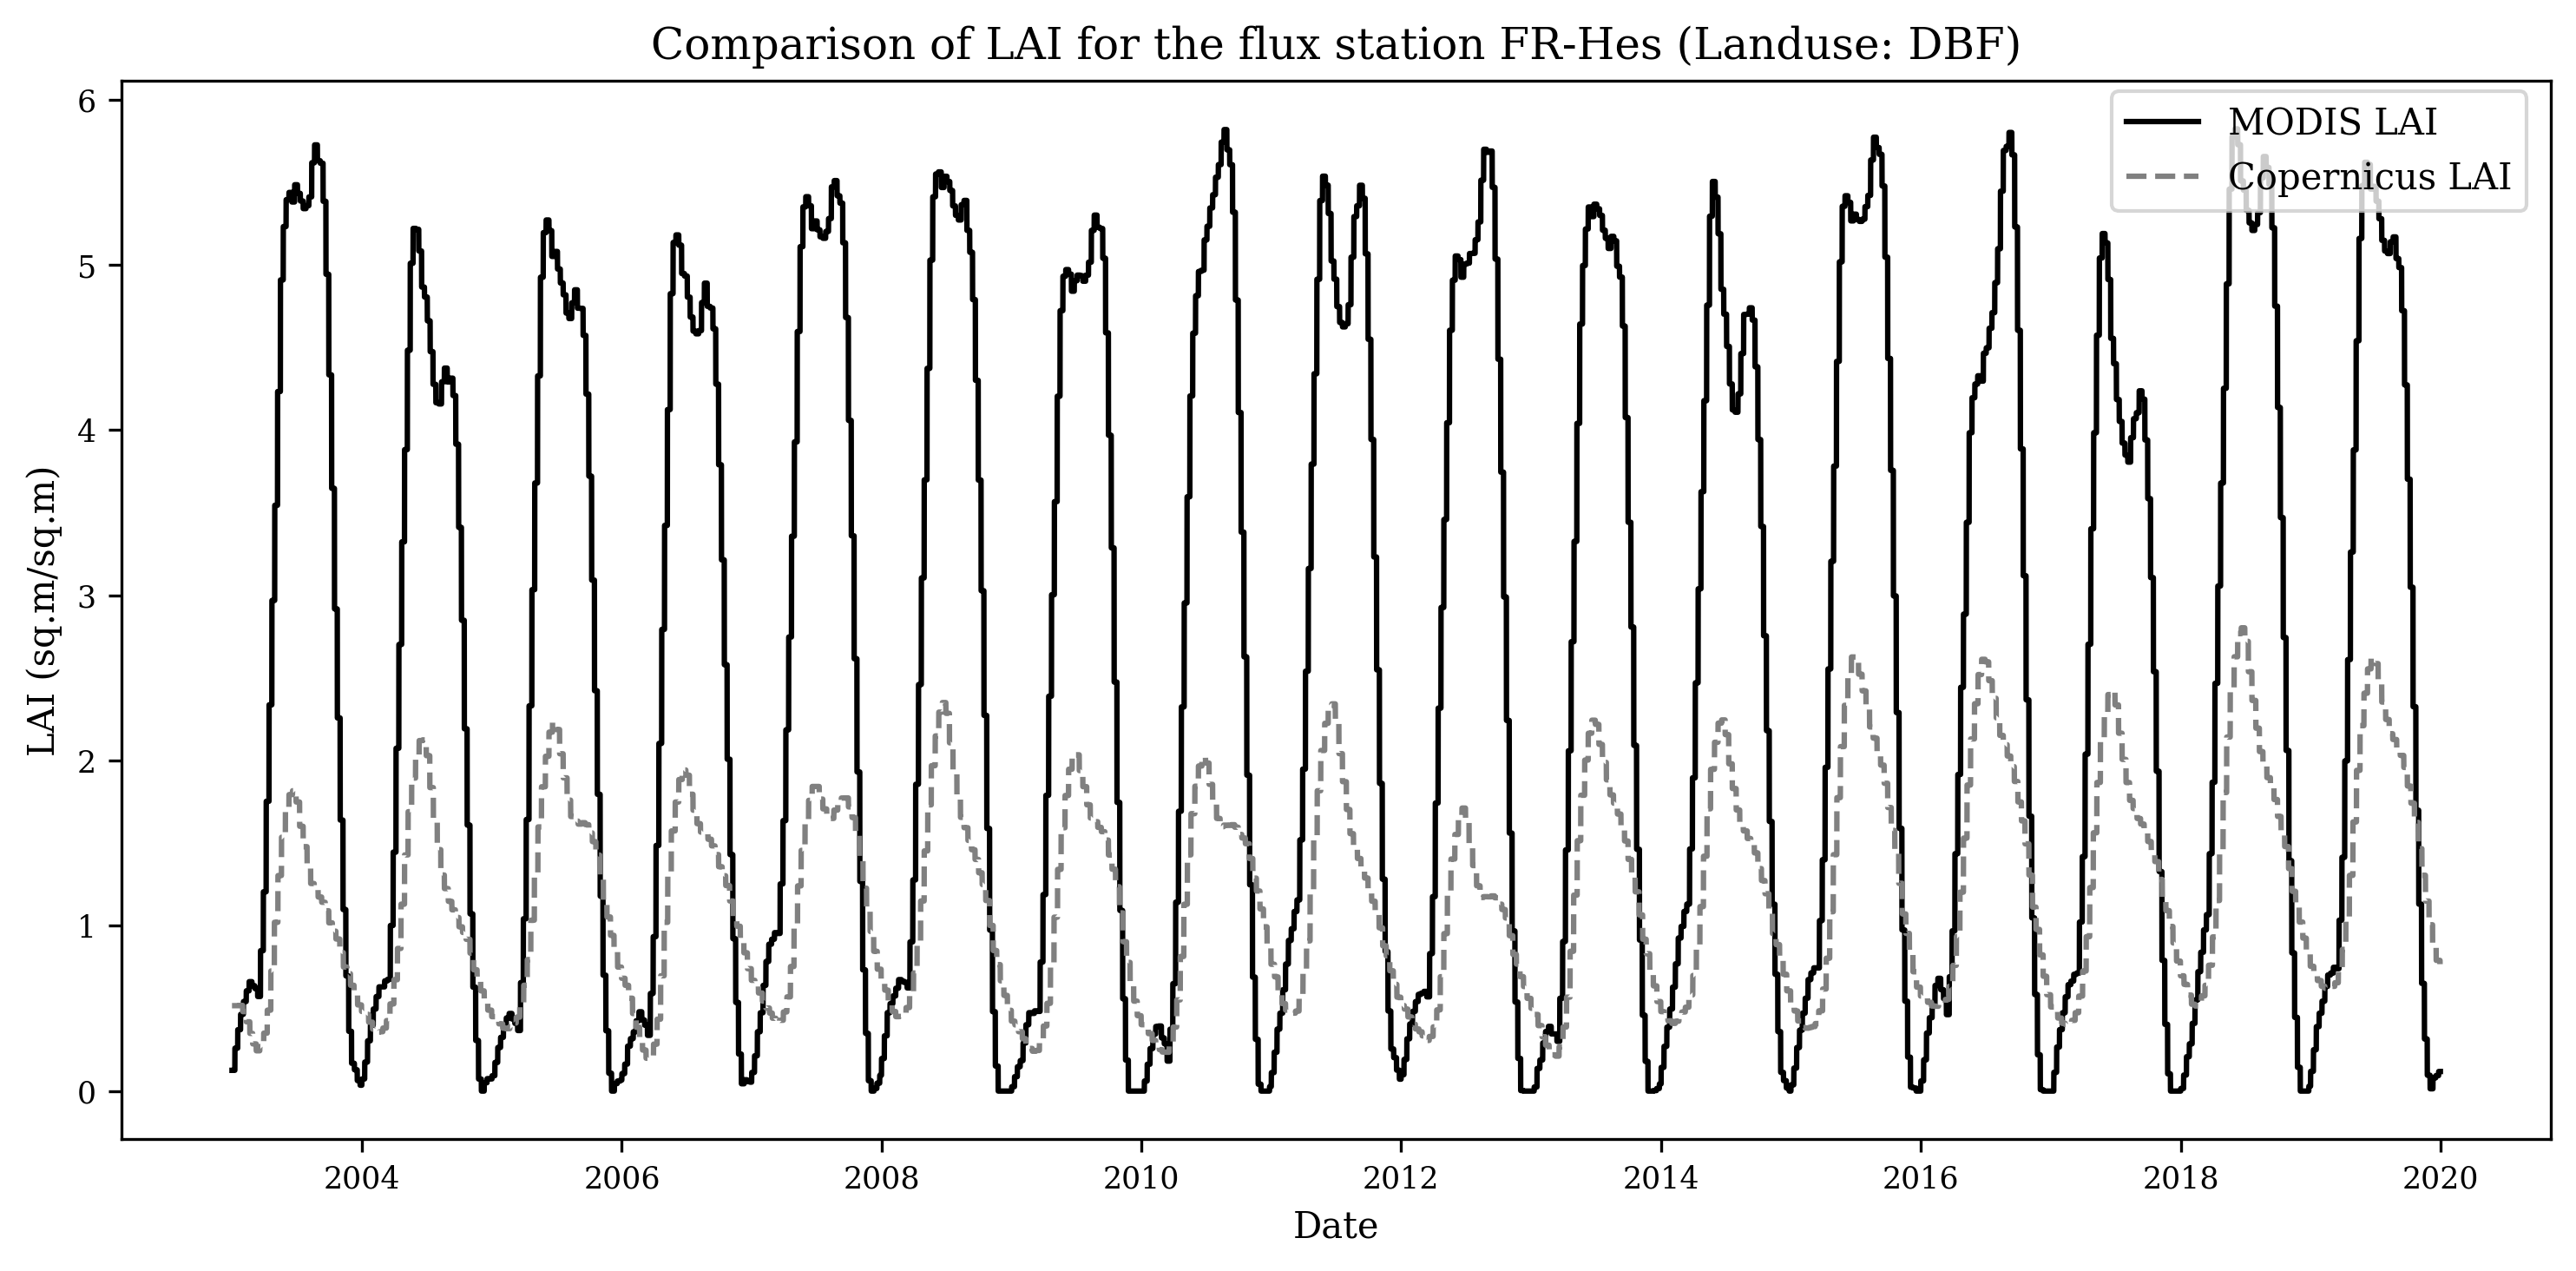 Comparison of LAI for the flux station FR-Hes (Landuse: DBF)
MODIS LAI
Copernicus LAI
LAI (sq.m/sq.m)
6
5
4
3
2
1
0
2004 2006 2008 2010 2012 2014 2016 2018 2020
Date